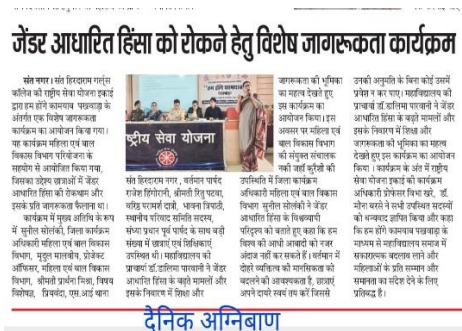 जेंडर आधारित हिंसा को रोकने हेतु विशेष जागरूकता कार्यक्रम
संत नगर। संत हिरदाराम गर्ल्स
कॉलेज की राष्ट्रीय सेवा योजना इकाई
द्वारा हम होंगे कामयाब पखवाड़ा के
अंतर्गत एक विशेष जागरूकता
कार्यक्रम का आयोजन किया गया।
यह कार्यक्रम महिला एवं बाल
विकास विभाग परियोजना के
सहयोग से आयोजित किया गया,
जिसका उद्देश्य छात्राओं में जेंडर
आधारित हिंसा की रोकथाम और
इसके प्रति जागरूकता फैलाना था।
कार्यक्रम में मुख्य अतिथि के रूप
में सुनील सोलंकी, जिला कार्यक्रम
अधिकारी महिला एवं बाल विकास
विभाग, मृदुल मालवीय, प्रोजेक्ट
ऑफिसर, महिला एवं बाल विकास
विभाग, श्रीमती प्रार्थना मिश्रा, विषय
विशेषज्ञ, प्रियवंदा, एस.आई थाना
ष्ट्रीय सेवा योजना
संत हिरदाराम नगर, वर्तमान पार्षद
राजेश हिंगोरानी, श्रीमती रितु पटवा,
वरिष्ठ परामर्श दात्री, भावना त्रिपाठी,
स्थानीय परिवाद समिति सदस्य,
संध्या प्रधान पूर्व पार्षद के साथ बड़ी
संख्या में छात्राएं एवं शिक्षिकाएं
उपस्थित थी। महाविद्यालय की
प्राचार्या डॉ.डालिमा पारवानी ने जेंडर
आधारित हिंसा के बढ़ते मामलों और
इसके निवारण में शिक्षा और
जागरूकता की भूमिका
का महत्व देखते हुए
इस कार्यक्रम का
आयोजन किया। इस
अवसर पर महिला एवं
बाल विकास विभाग
की संयुक्त संचालक
नकी जहाँ कुरैशी की
उपस्थिति में जिला कार्यक्रम
अधिकारी महिला एवं बाल विकास
विभाग सुनील सोलंकी ने जेंडर
आधारित हिंसा के विश्वव्यापी
परिदृश्य को बताते हुए कहा कि हम
विश्व की आधी आबादी को नजर
अंदाज नहीं कर सकते हैं। वर्तमान में
दोहरे व्यक्तित्व की मानसिकता को
बदलने की आवश्यकता है, छात्राएं
अपने दायरे स्वयं तय करें जिससे
उनकी अनुमति के बिना कोई उसमें
प्रवेश न कर पाए। महाविद्यालय की
प्राचार्या डॉ.डालिमा पारवानी ने जेंडर
आधारित हिंसा के बढ़ते मामलों और
इसके निवारण में शिक्षा और
जागरूकता की भूमिका का महत्व
देखते हुए इस कार्यक्रम का आयोजन
किया । कार्यक्रम के अंत में राष्ट्रीय
सेवा योजना इकाई की कार्यक्रम
अधिकारी प्रोफेसर विभा खरे, डॉ.
मौना बरसे ने सभी उपस्थित सदस्यों
को धन्यवाद ज्ञापित किया और कहा
कि हम होंगे कामयाब पखवाड़ा के
माध्यम से महाविद्यालय समाज में
सकारात्मक बदलाव लाने और
महिलाओं के प्रति सम्मान और
समानता का संदेश देने के लिए
प्रतिबद्ध है।
दैनिक अग्निबाण